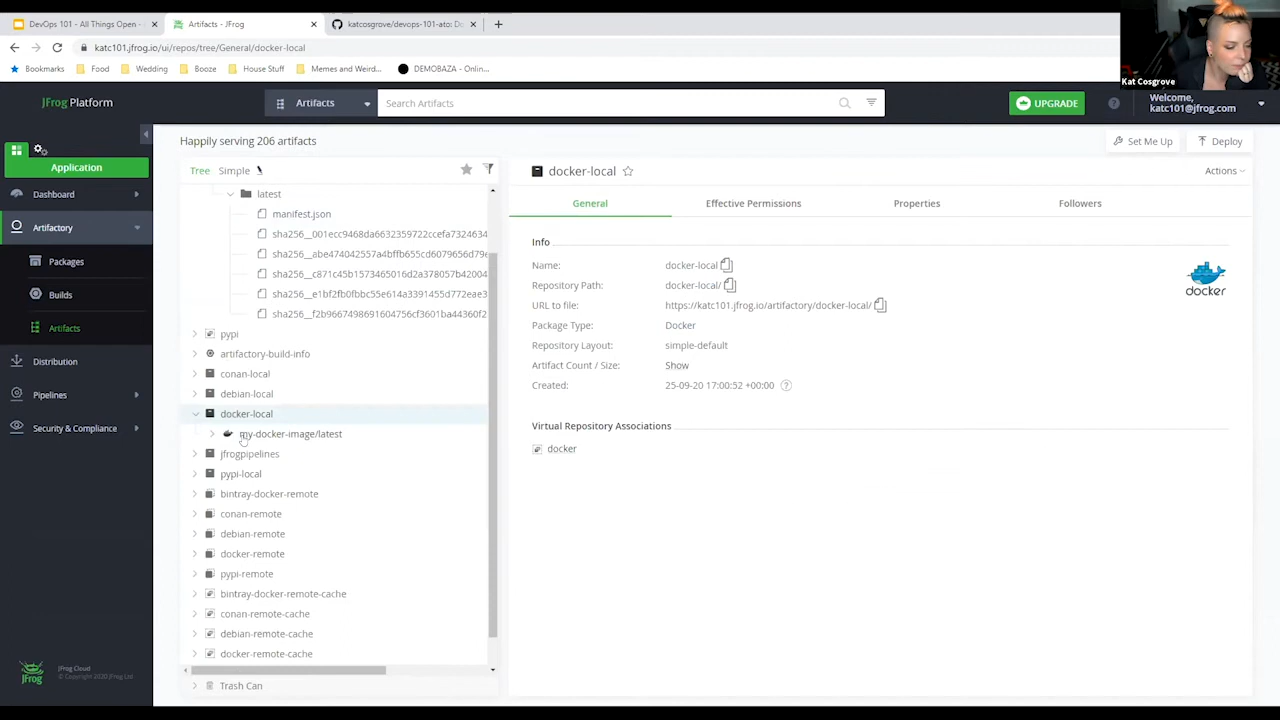 DevOps 101 - All Things Open -
Artifacts - JFrog
katcosgrove/devops-101-ato: Do
katc101.jfrog.io/ui/repos/tree/General/docker-local
Bookmarks
Food
Wedding
Booze
House Stuff
Memes and Weird...
DEMOBAZA - Onlin...
Kat Cosgrove
JFrog Platform
Artifacts
Search Artifacts
UPGRADE
Welcome,
katc101@jfrog.com
Application
Dashboard
Artifactory
Packages
Builds
Artifacts
Distribution
Pipelines
Security & Compliance
JFrog
JFrog Cloud
© Copyright 2020 JFrog Ltd
Happily serving 206 artifacts
Set Me Up
Deploy
Tree
Simple
latest
manifest.json
sha256__001ecc9468da6632359722ccefa7324634
sha256__abe474042557a4bffb655cd6079656d79e
sha256__c871c45b1573465016d2a378057b42004
sha256__e1bf2fb0fbbc55e614a3391455d772eae3
sha256__f2b9667498691604756cf3601ba44360f2
pypi
artifactory-build-info
conan-local
debian-local
docker-local
my-docker-image/latest
jfrogpipelines
pypi-local
bintray-docker-remote
conan-remote
debian-remote
docker-remote
pypi-remote
bintray-docker-remote-cache
conan-remote-cache
debian-remote-cache
docker-remote-cache
Trash Can
docker-local
Actions
General
Effective Permissions
Properties
Followers
Info
Name: docker-local
Repository Path: docker-local/
URL to file: https://katc101.jfrog.io/artifactory/docker-local/
Package Type: Docker
Repository Layout: simple-default
Artifact Count / Size: Show
Created: 25-09-20 17:00:52 +00:00
docker
Virtual Repository Associations
docker